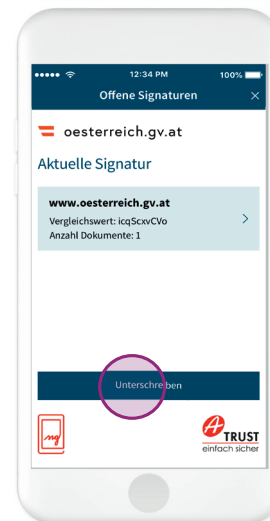 12:34 PM
100%
Offene Signaturen
oesterreich.gv.at
Aktuelle Signatur
www.oesterreich.gv.at
Vergleichswert: icqScxvCVo
Anzahl Dokumente: 1
Unterschreiben
A TRUST
einfach sicher